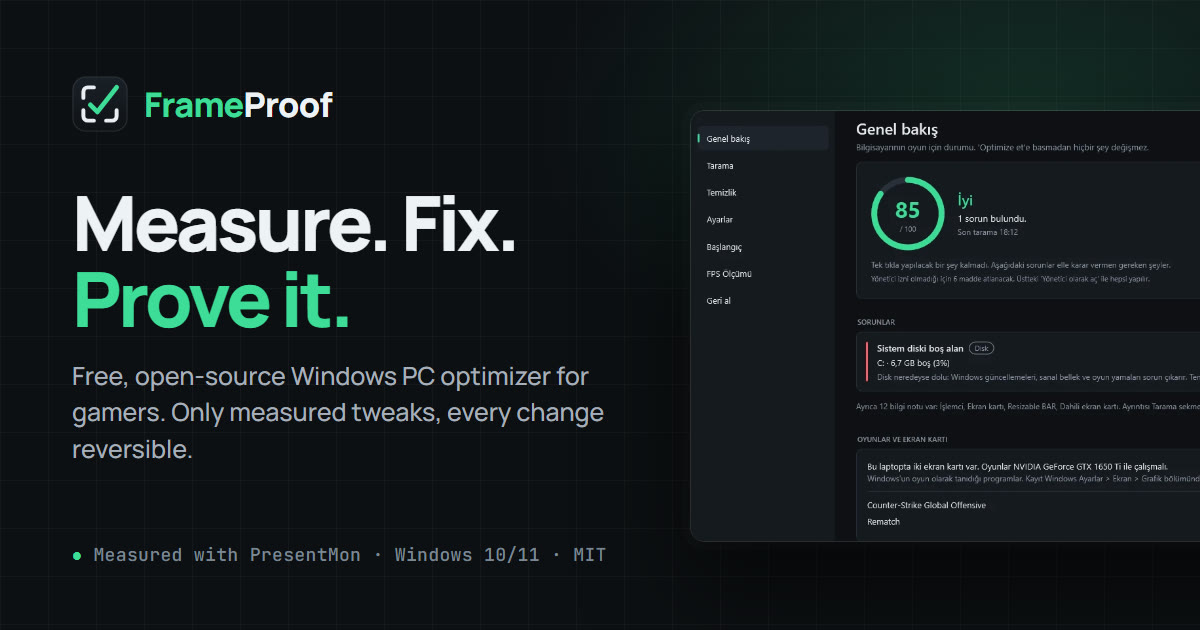 FrameProof
Measure. Fix.
Prove it.
Free, open-source Windows PC optimizer for
gamers. Only measured tweaks, every change
reversible.
Measured with PresentMon · Windows 10/11 · MIT
Genel bakış
Tarama
Temizlik
Ayarlar
Başlangıç
FPS Ölçümü
Geri al
Genel bakış
Bilgisayarının oyun için durumu. 'Optimize et'e basmadan hiçbir şey değişmez.
85
/ 100
İyi
1 sorun bulundu.
Son tarama 18:12
Tek tıkla yapılacak bir şey kalmadı. Aşağıdaki sorunlar elle karar vermen gereken şeyler.
Yönetici izni olmadığı için 6 madde atlanacak. Üstteki 'Yönetici olarak aç' ile hepsi yapılır.
SORUNLAR
Sistem diski boş alan Disk
C: · 6,7 GB boş (3%)
Disk neredeyse dolu: Windows güncellemeleri, sanal bellek ve oyun yamaları sorun çıkarır. Ten
Ayrıca 12 bilgi notu var: İşlemci, Ekran kartı, Resizable BAR, Dahili ekran kartı. Ayrıntısı Tarama sekme
OYUNLAR VE EKRAN KARTI
Bu laptopta iki ekran kartı var. Oyunlar NVIDIA GeForce GTX 1650 Ti ile çalışmalı.
Windows'un oyun olarak tanıdığı programlar. Kayıt Windows Ayarlar > Ekran > Grafik bölümünd
Counter-Strike Global Offensive
Rematch